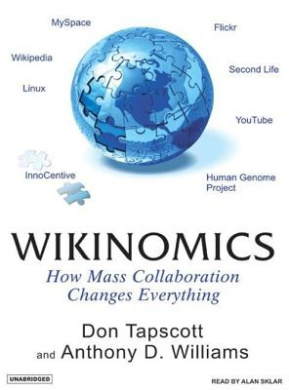 MySpace
Flickr
Wikipedia
Second Life
Linux
YouTube
InnoCentive
Human Genome
Project
WIKINOMICS
How Mass Collaboration
Changes Everything
Don Tapscott
and Anthony D. Williams
UNABRIDGED
READ BY ALAN SKLAR